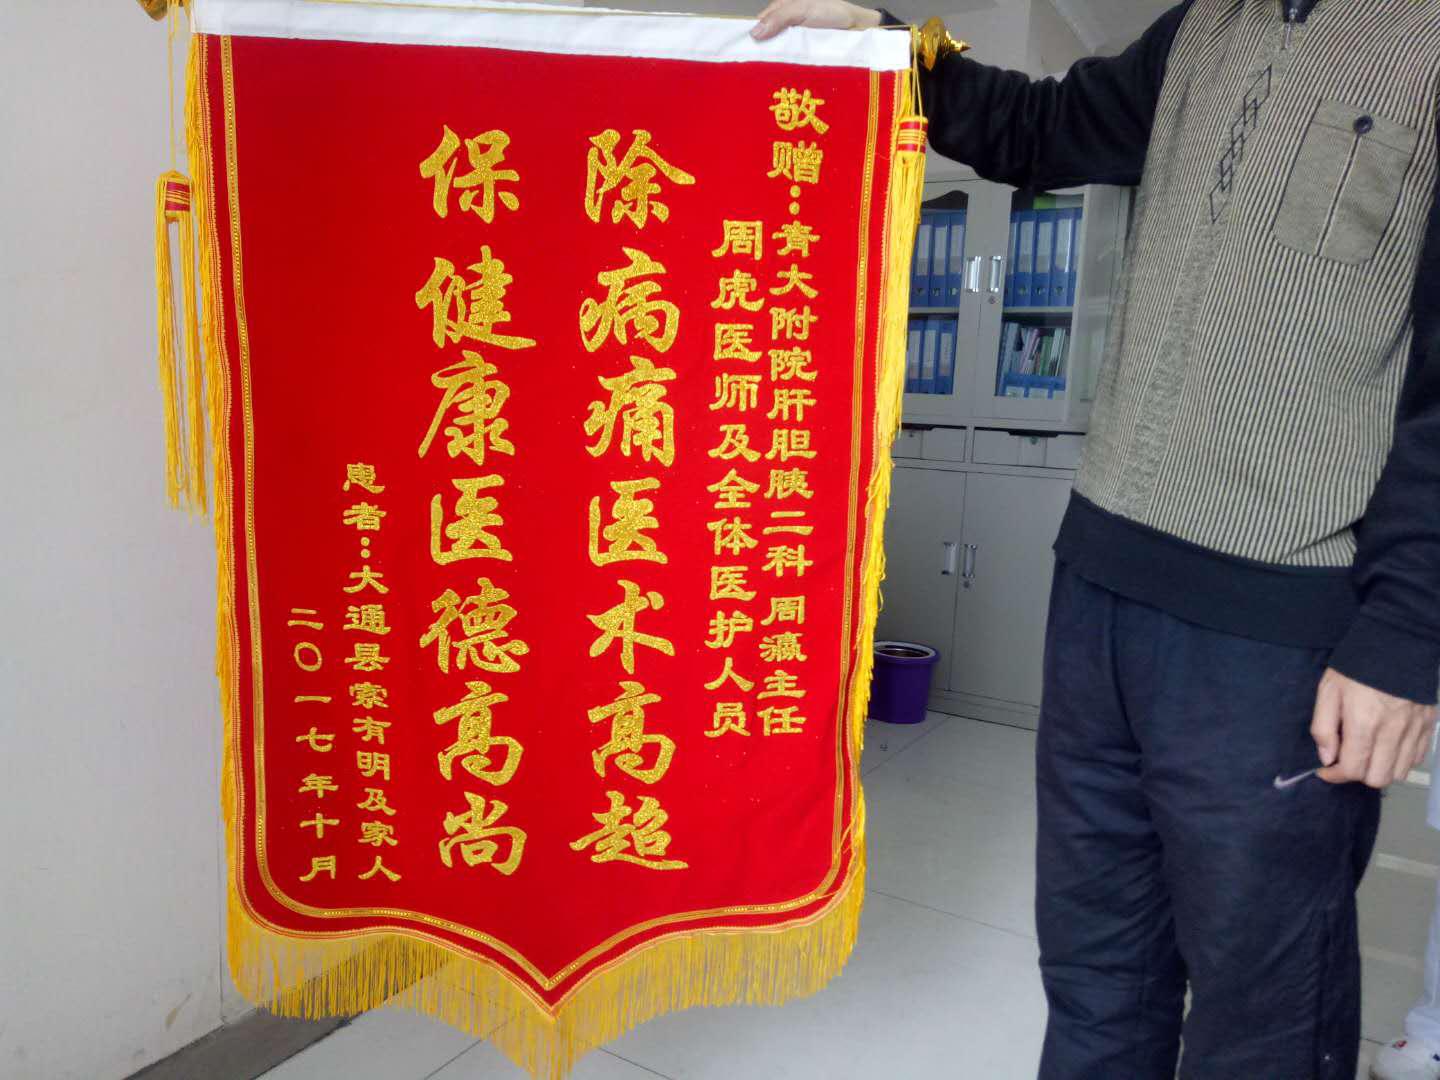 敬赠：青大附院肝胆胰二科 周瀛主任
周虎医师及全体医护人员
除病痛医术高超
保健康医德高尚
患者：大通县索有明及家人
二〇一七年十月